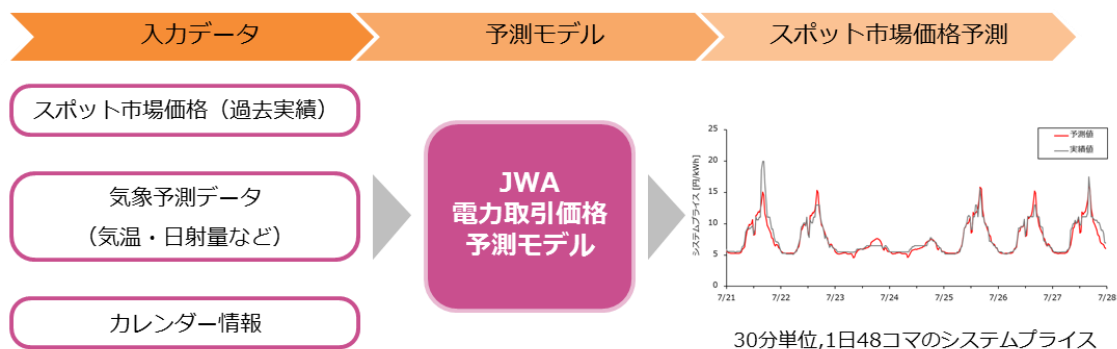 入力データ
予測モデル
スポット市場価格予測
スポット市場価格（過去実績）
気象予測データ
（気温・日射量など）
カレンダー情報
JWA
電力取引価格
予測モデル
システムプライス [円/kWh]
25
20
15
10
5
0
予測値
実績値
7/21 7/22 7/23 7/24 7/25 7/26 7/27 7/28
30分単位,1日48コマのシステムプライス